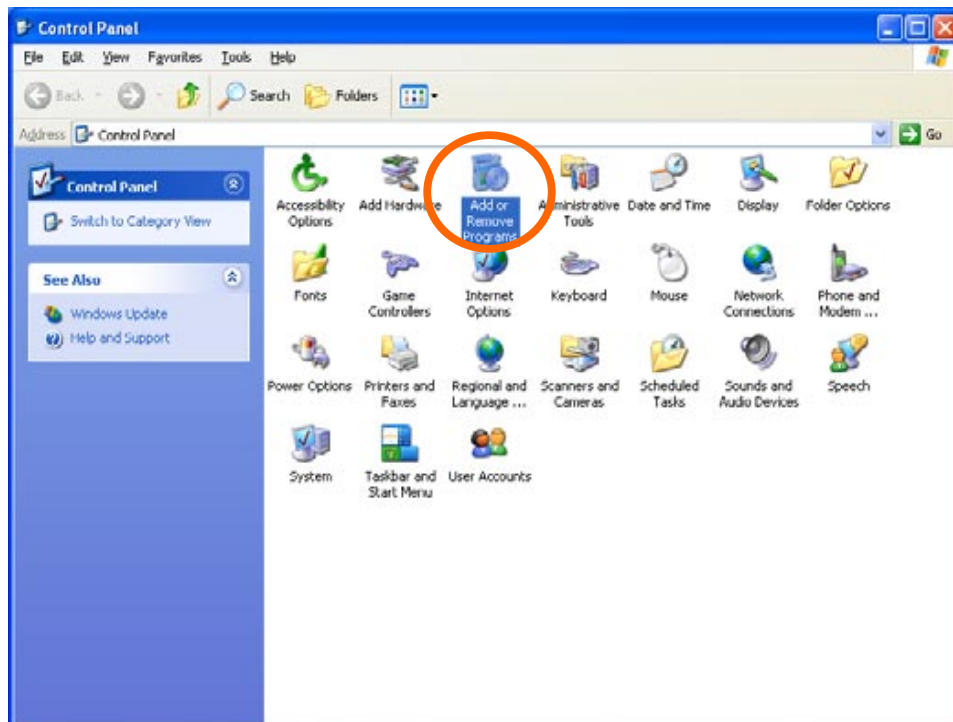 Control Panel
File Edit View Favorites Tools Help
Back Search Folders
Address Control Panel Go
Control Panel
Switch to Category View
See Also
Windows Update
Help and Support
Accessibility Options
Add Hardware
Add or Remove Programs
Administrative Tools
Date and Time
Display
Folder Options
Fonts
Game Controllers
Internet Options
Keyboard
Mouse
Network Connections
Phone and Modem ...
Power Options
Printers and Faxes
Regional and Language ...
Scanners and Cameras
Scheduled Tasks
Sounds and Audio Devices
Speech
System
Taskbar and Start Menu
User Accounts